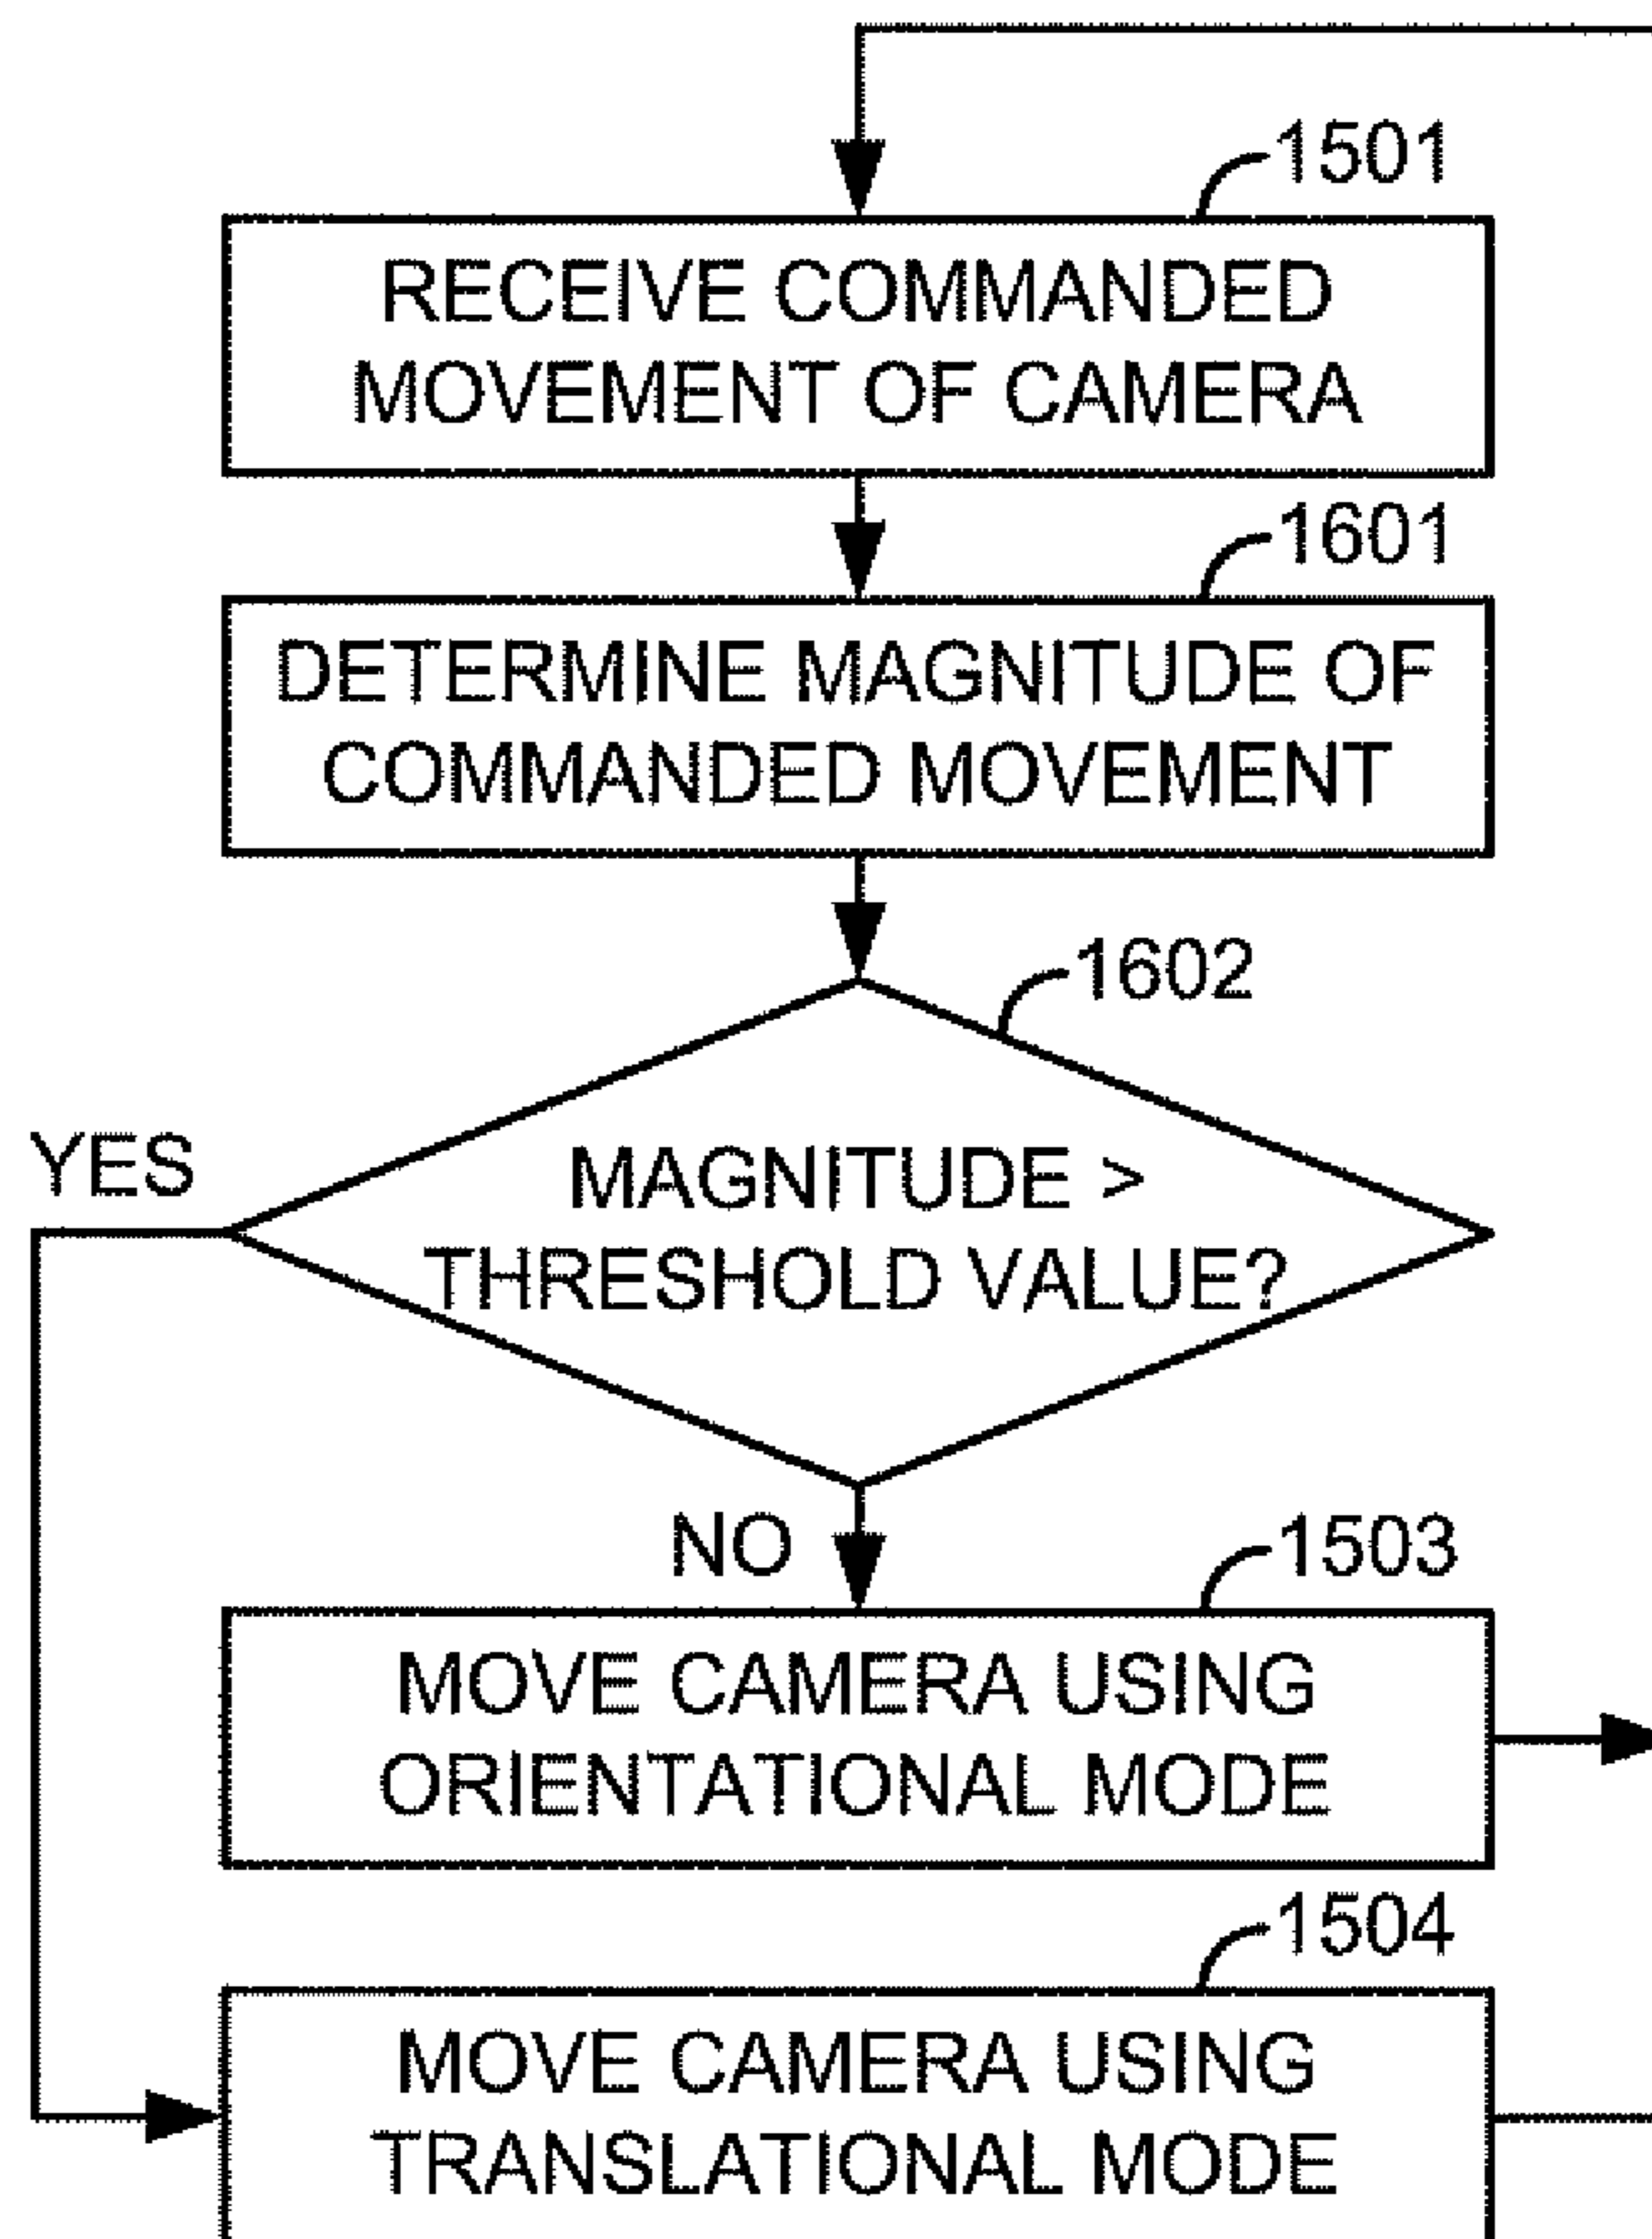 1501
RECEIVE COMMANDED
MOVEMENT OF CAMERA
1601
DETERMINE MAGNITUDE OF
COMMANDED MOVEMENT
1602
YES
MAGNITUDE >
THRESHOLD VALUE?
NO
1503
MOVE CAMERA USING
ORIENTATIONAL MODE
1504
MOVE CAMERA USING
TRANSLATIONAL MODE